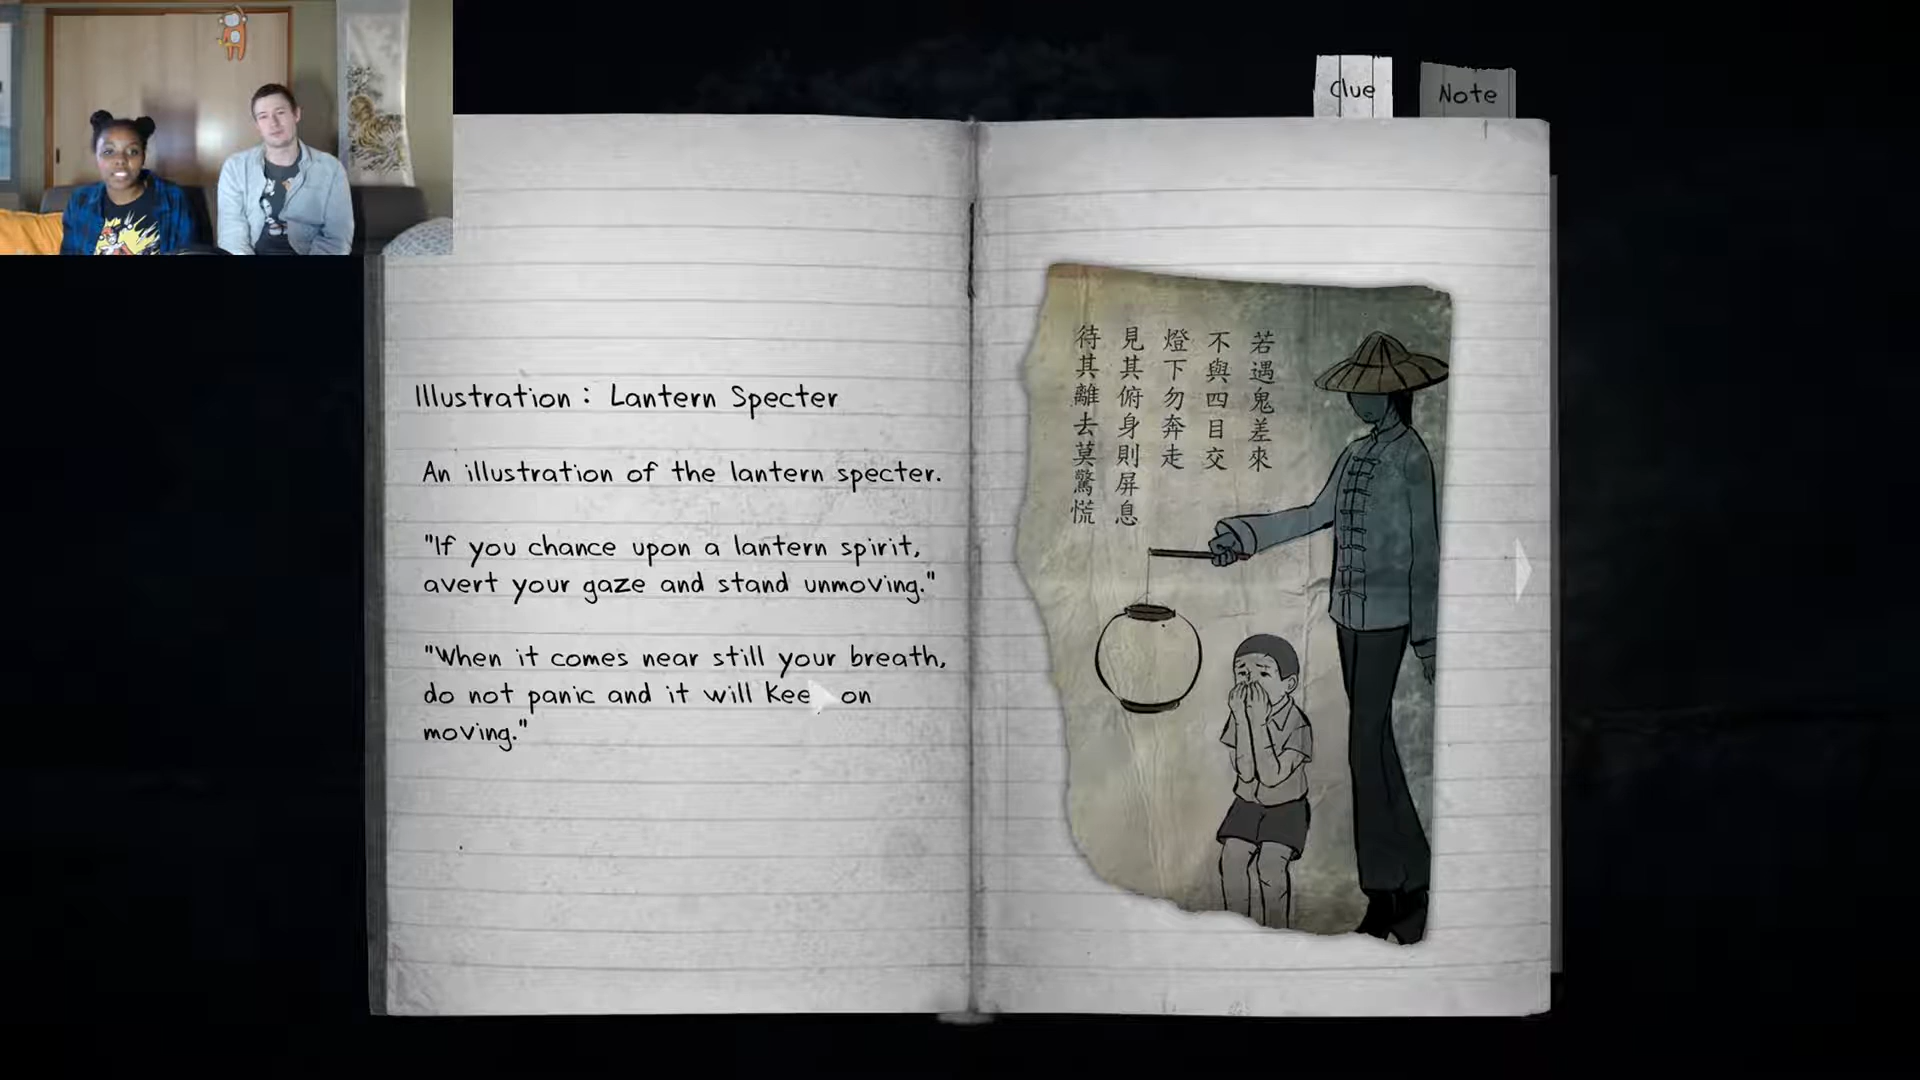 Clue
Note
Illustration : Lantern Specter
An illustration of the lantern specter.
"If you chance upon a lantern spirit,
avert your gaze and stand unmoving."
"When it comes near still your breath,
do not panic and it will kee on
moving."
若遇鬼差來
不與四目交
燈下勿奔走
見其俯身則屏息
待其離去莫驚慌